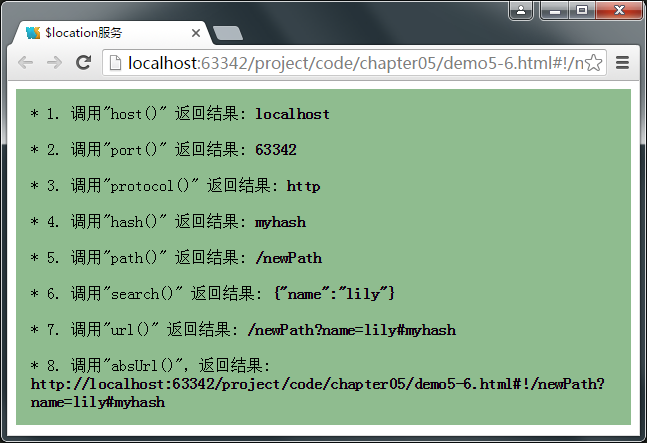 $location服务
localhost:63342/project/code/chapter05/demo5-6.html#!/n
* 1. 调用"host()" 返回结果: localhost
* 2. 调用"port()" 返回结果: 63342
* 3. 调用"protocol()" 返回结果: http
* 4. 调用"hash()" 返回结果: myhash
* 5. 调用"path()" 返回结果: /newPath
* 6. 调用"search()" 返回结果: {"name":"lily"}
* 7. 调用"url()" 返回结果: /newPath?name=lily#myhash
* 8. 调用"absUrl()", 返回结果:
http://localhost:63342/project/code/chapter05/demo5-6.html#!/newPath?
name=lily#myhash